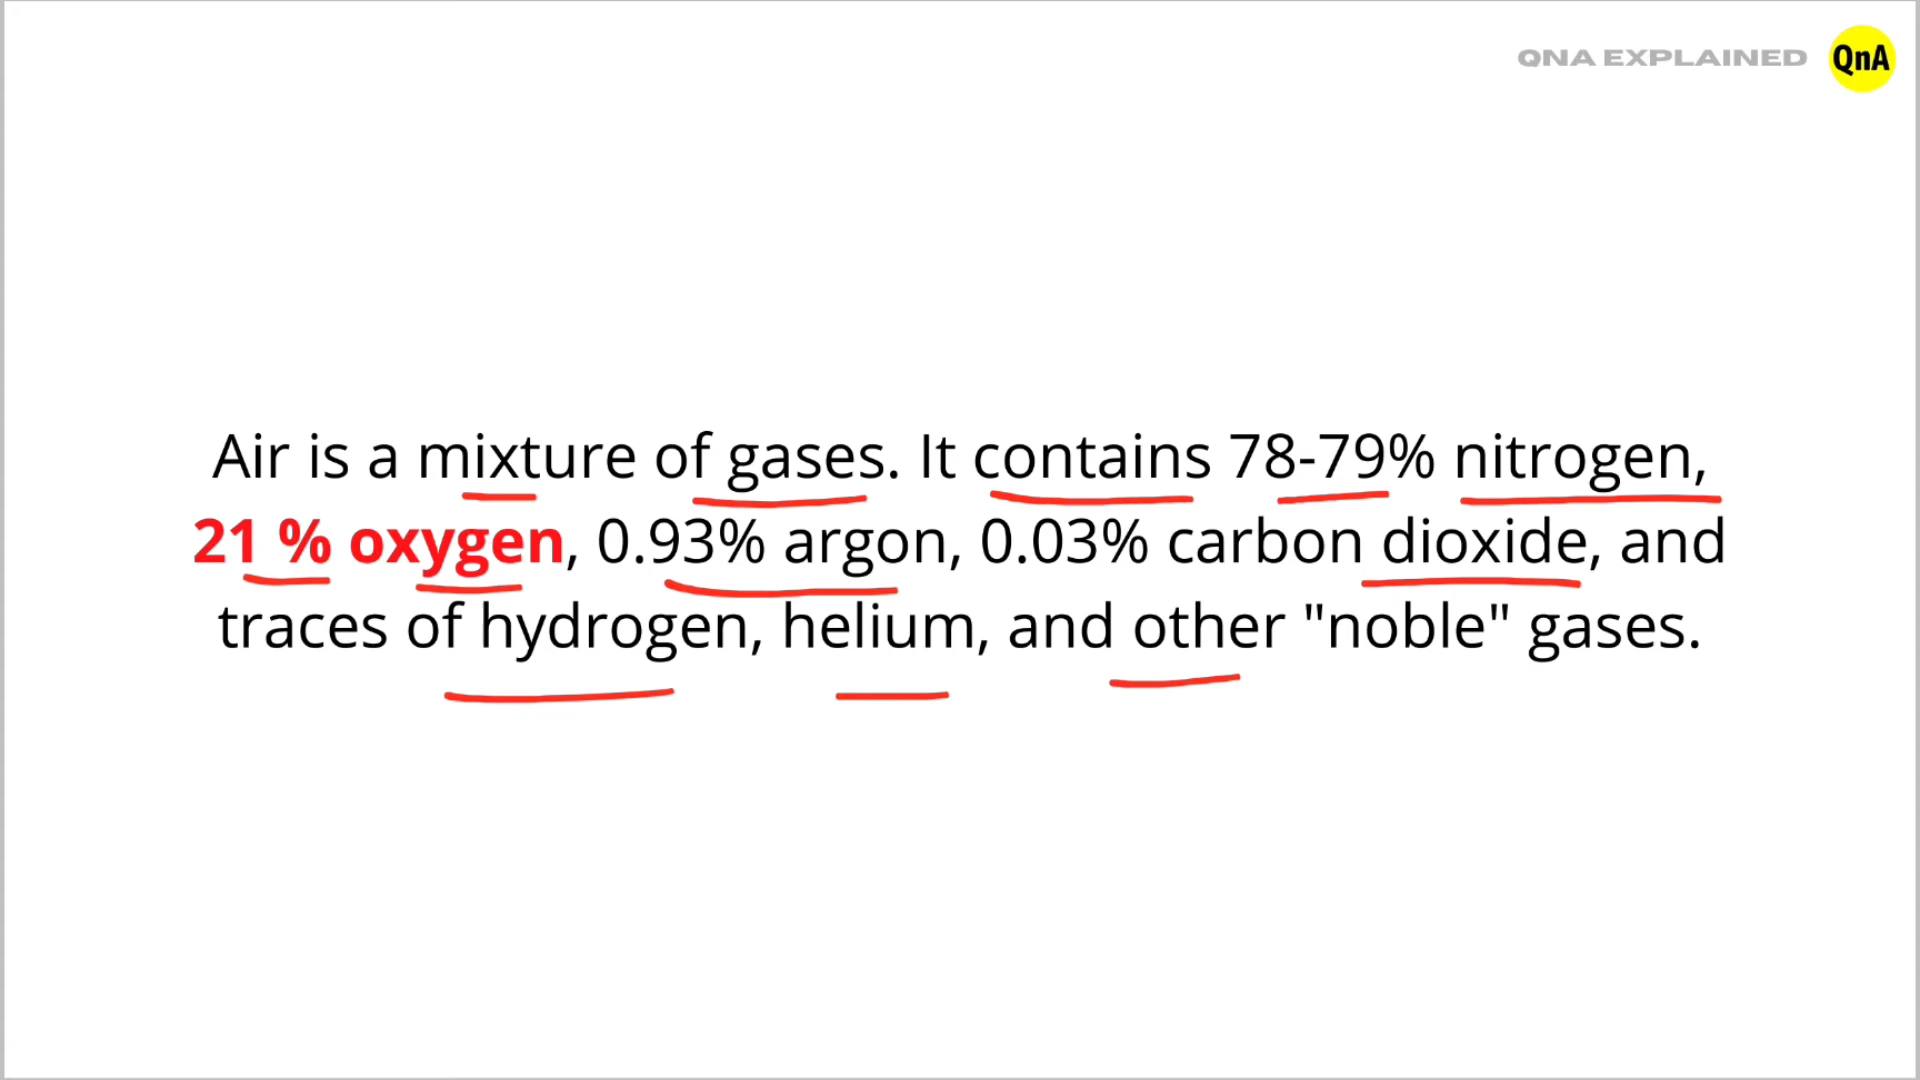 QNA EXPLAINED QnA
Air is a mixture of gases. It contains 78-79% nitrogen,
21 % oxygen, 0.93% argon, 0.03% carbon dioxide, and
traces of hydrogen, helium, and other "noble" gases.